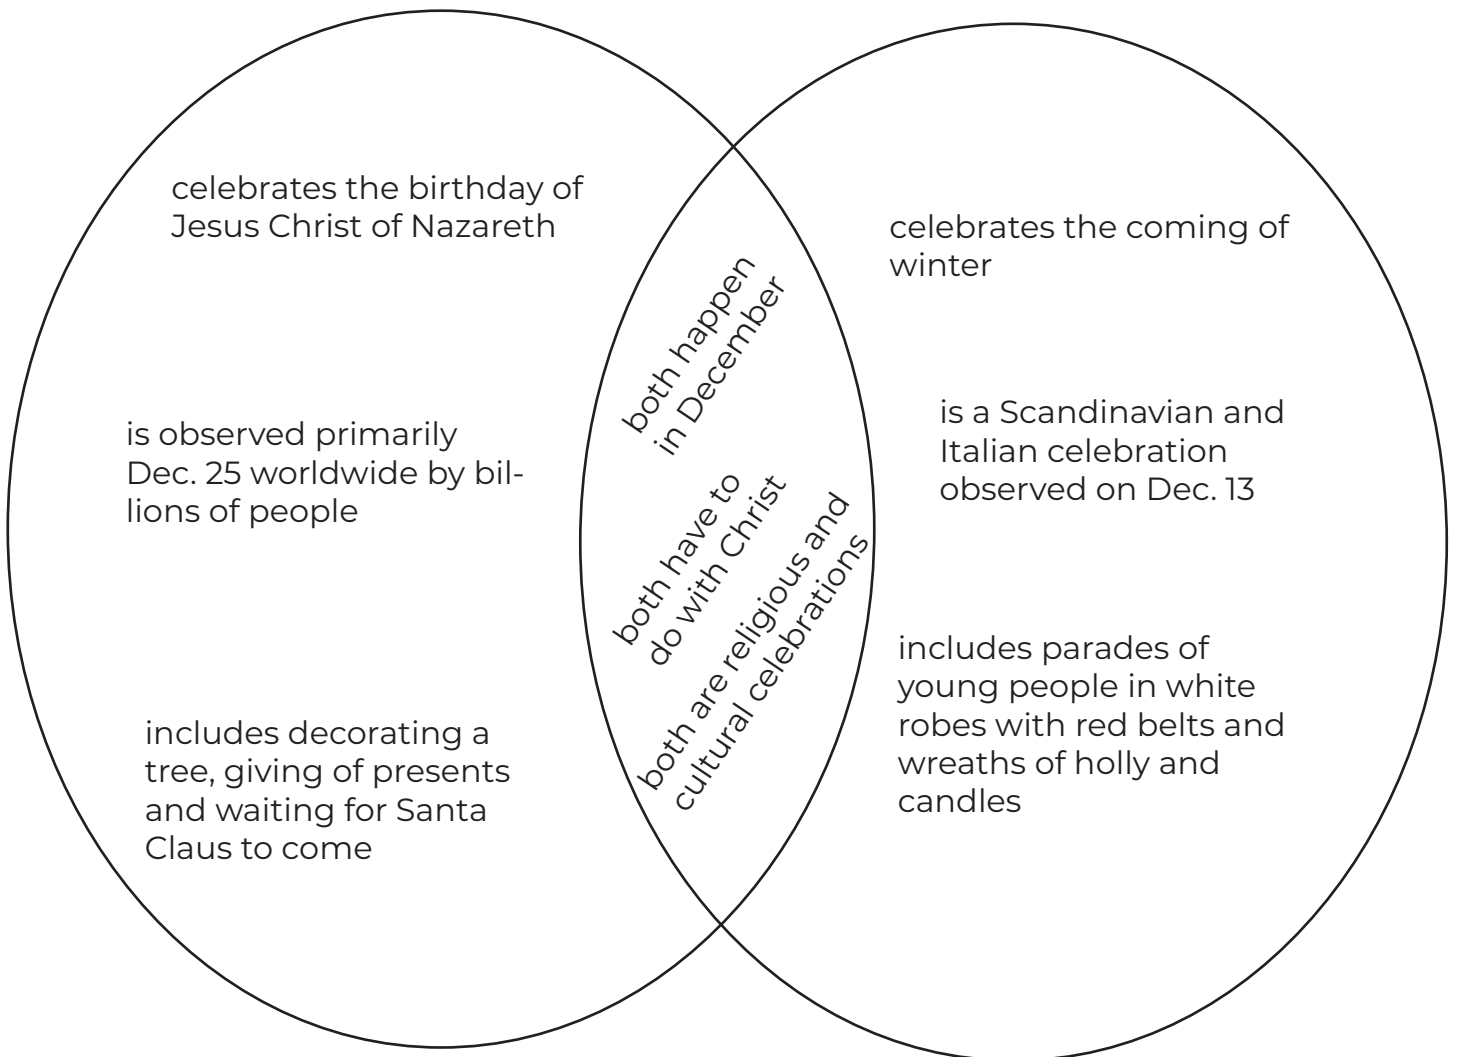 celebrates the birthday of
Jesus Christ of Nazareth
is observed primarily
Dec. 25 worldwide by bil-
lions of people
includes decorating a
tree, giving of presents
and waiting for Santa
Claus to come
both happen
in December
both have to
do with Christ
both are religious and
cultural celebrations
celebrates the coming of
winter
is a Scandinavian and
Italian celebration
observed on Dec. 13
includes parades of
young people in white
robes with red belts and
wreaths of holly and
candles